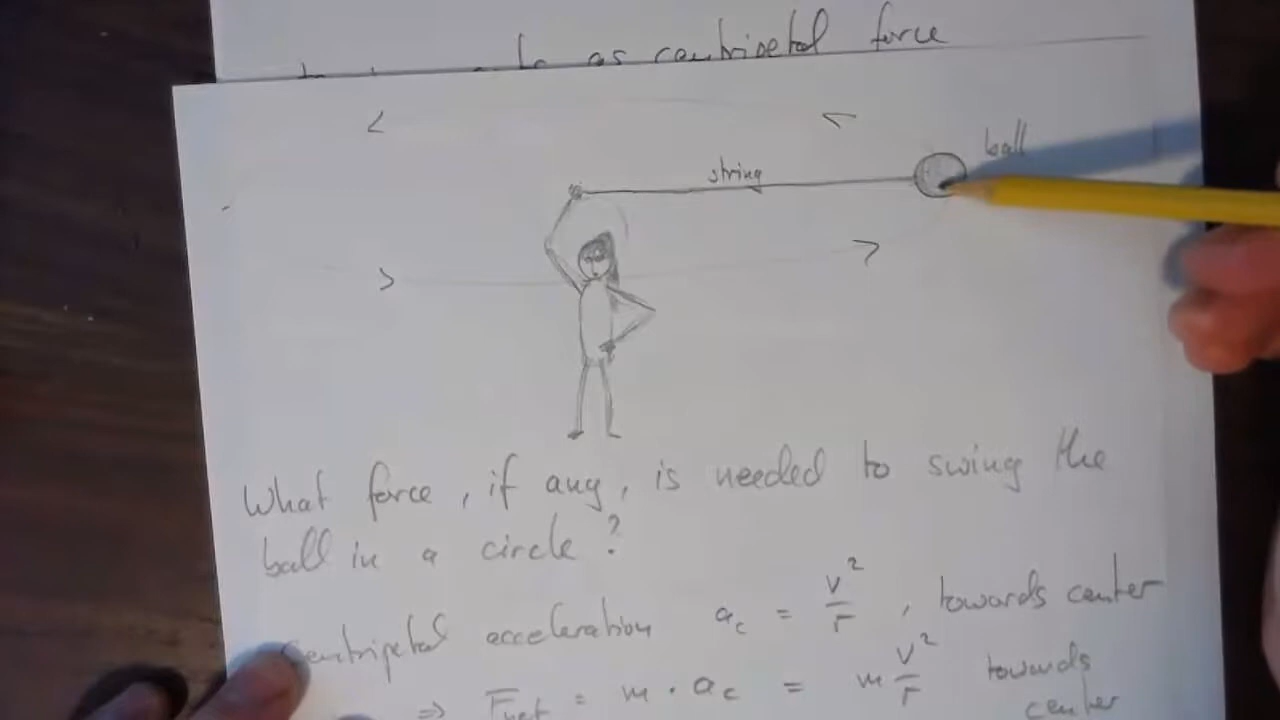 as centripetal force
ball
string
What force, if any, is needed to swing the
ball in a circle?
Centripetal acceleration a_c = v²/r, towards center
⇒ F_net = m · a_c = m v²/r towards
center